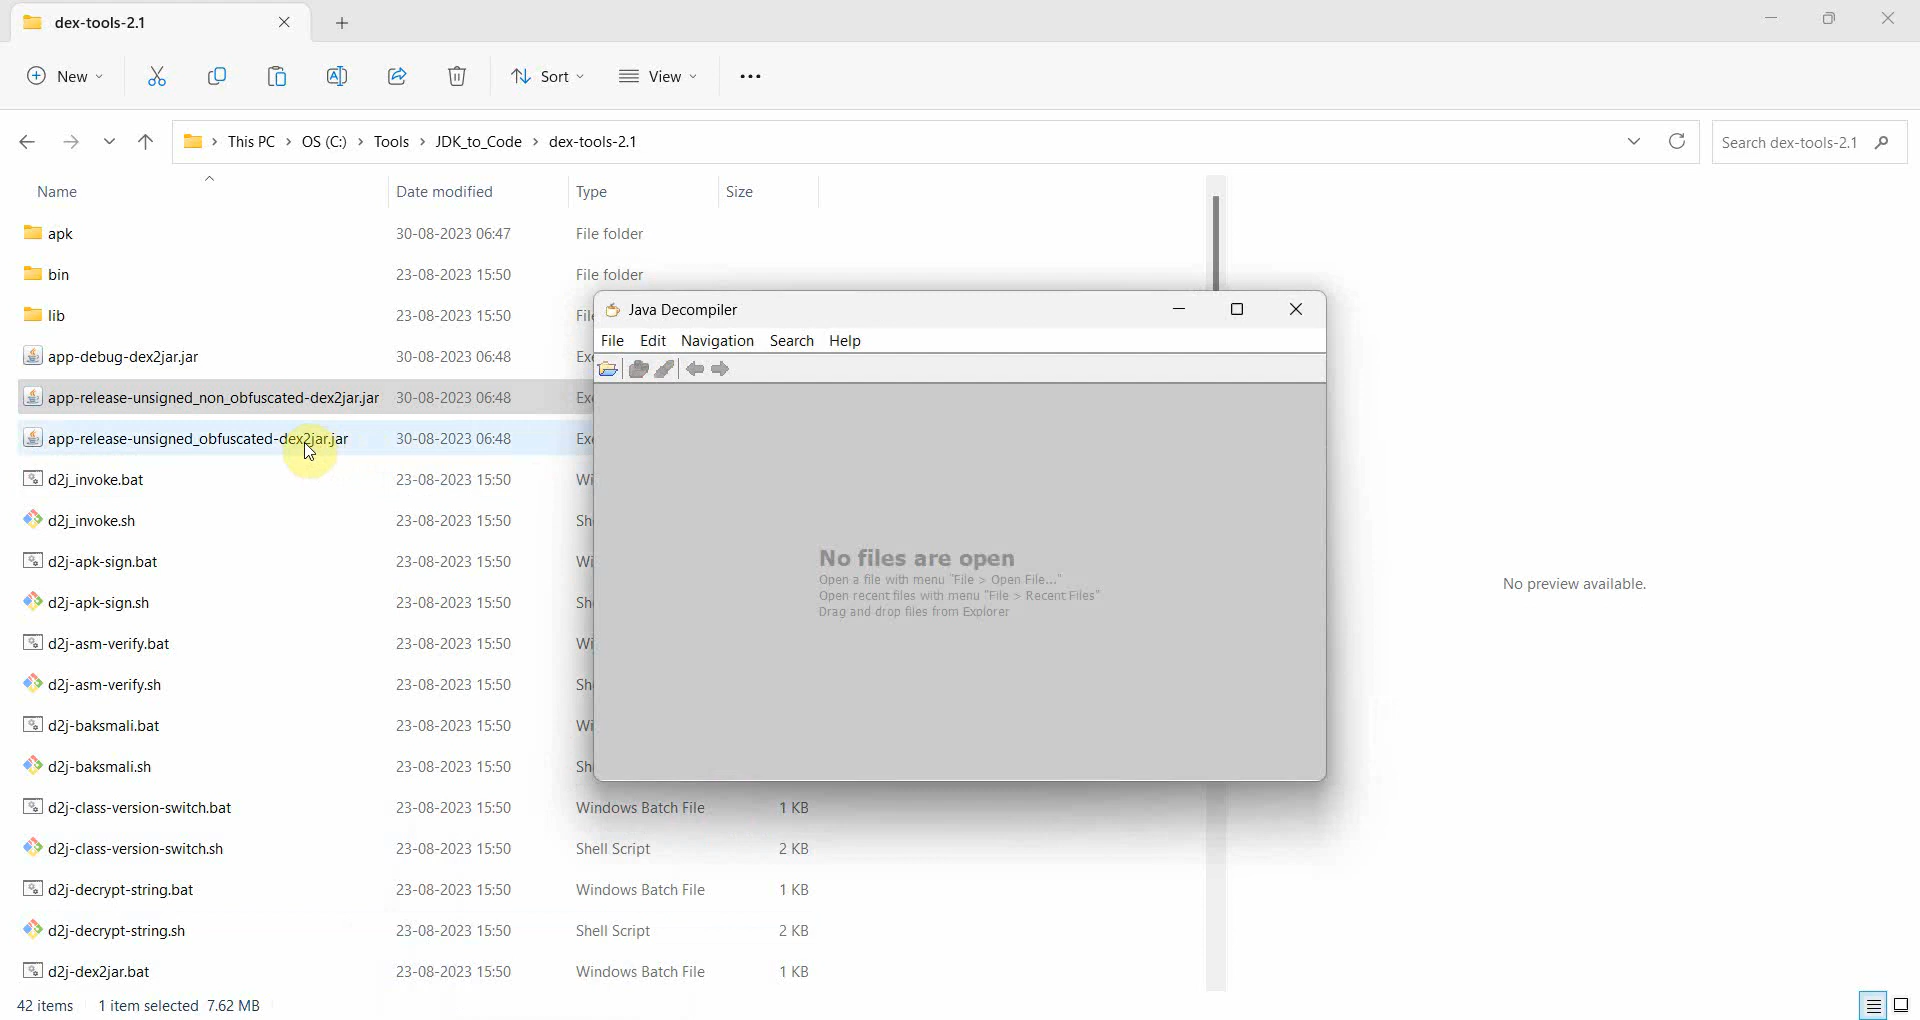 dex-tools-2.1
New
Sort
View
This PC > OS (C:) > Tools > JDK_to_Code > dex-tools-2.1
Search dex-tools-2.1
Name Date modified Type Size
apk 30-08-2023 06:47 File folder
bin 23-08-2023 15:50 File folder
lib 23-08-2023 15:50 File
app-debug-dex2jar.jar 30-08-2023 06:48 Exe
app-release-unsigned_non_obfuscated-dex2jar.jar 30-08-2023 06:48 Exe
app-release-unsigned_obfuscated-dex2jar.jar 30-08-2023 06:48 Exe
d2j_invoke.bat 23-08-2023 15:50 Wi
d2j_invoke.sh 23-08-2023 15:50 Sh
d2j-apk-sign.bat 23-08-2023 15:50 Wi
d2j-apk-sign.sh 23-08-2023 15:50 Sh
d2j-asm-verify.bat 23-08-2023 15:50 Wi
d2j-asm-verify.sh 23-08-2023 15:50 Sh
d2j-baksmali.bat 23-08-2023 15:50 Wi
d2j-baksmali.sh 23-08-2023 15:50 Sh
d2j-class-version-switch.bat 23-08-2023 15:50 Windows Batch File 1 KB
d2j-class-version-switch.sh 23-08-2023 15:50 Shell Script 2 KB
d2j-decrypt-string.bat 23-08-2023 15:50 Windows Batch File 1 KB
d2j-decrypt-string.sh 23-08-2023 15:50 Shell Script 2 KB
d2j-dex2jar.bat 23-08-2023 15:50 Windows Batch File 1 KB
42 items 1 item selected 7.62 MB
Java Decompiler
File Edit Navigation Search Help
No files are open
Open a file with menu "File > Open File..."
Open recent files with menu "File > Recent Files"
Drag and drop files from Explorer
No preview available.